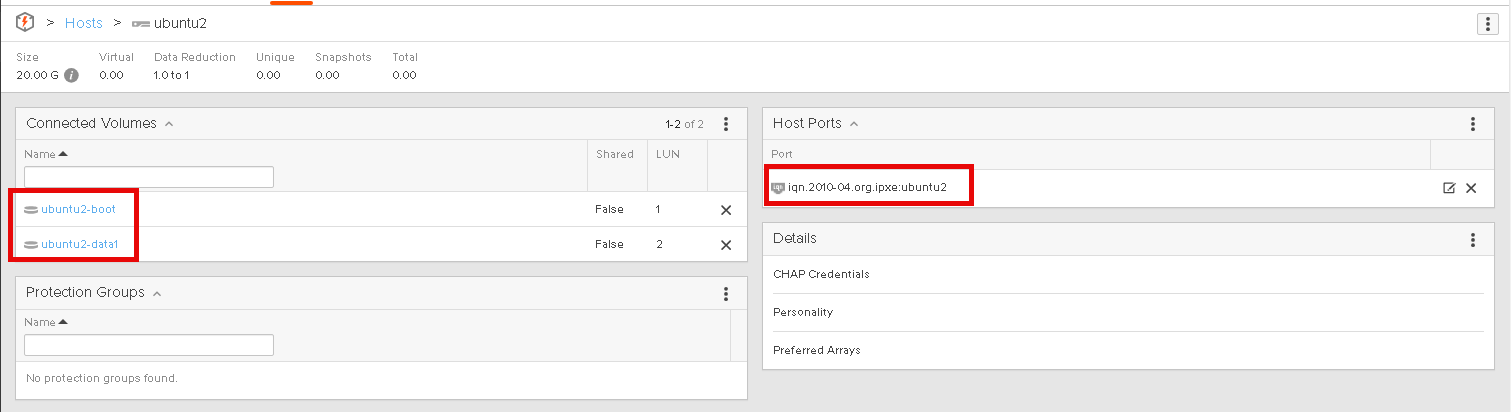 > Hosts > ubuntu2
Size Virtual Data Reduction Unique Snapshots Total
20.00 G i 0.00 1.0 to 1 0.00 0.00 0.00
Connected Volumes 1-2 of 2
Name Shared LUN
ubuntu2-boot False 1
ubuntu2-data1 False 2
Protection Groups
Name
No protection groups found.
Host Ports
Port
iqn iqn.2010-04.org.ipxe:ubuntu2
Details
CHAP Credentials
Personality
Preferred Arrays